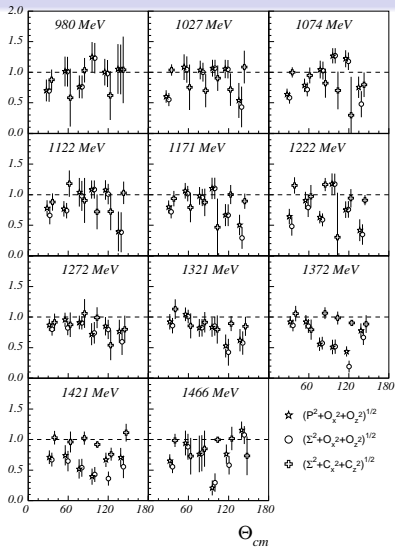 2.0
980 MeV 1027 MeV 1074 MeV
1.5
1.0
0.5
0.0
1122 MeV 1171 MeV 1222 MeV
1.5
1.0
0.5
0.0
1272 MeV 1321 MeV 1372 MeV
1.5
1.0
0.5
0.0
60 120 180
1421 MeV 1466 MeV
1.5
1.0
0.5
0.0
0 60 120 180 60 120 180
(P²+Oₓ²+O_z²)^1/2
(Σ²+Oₓ²+O_z²)^1/2
(Σ²+Cₓ²+C_z²)^1/2
Θcm